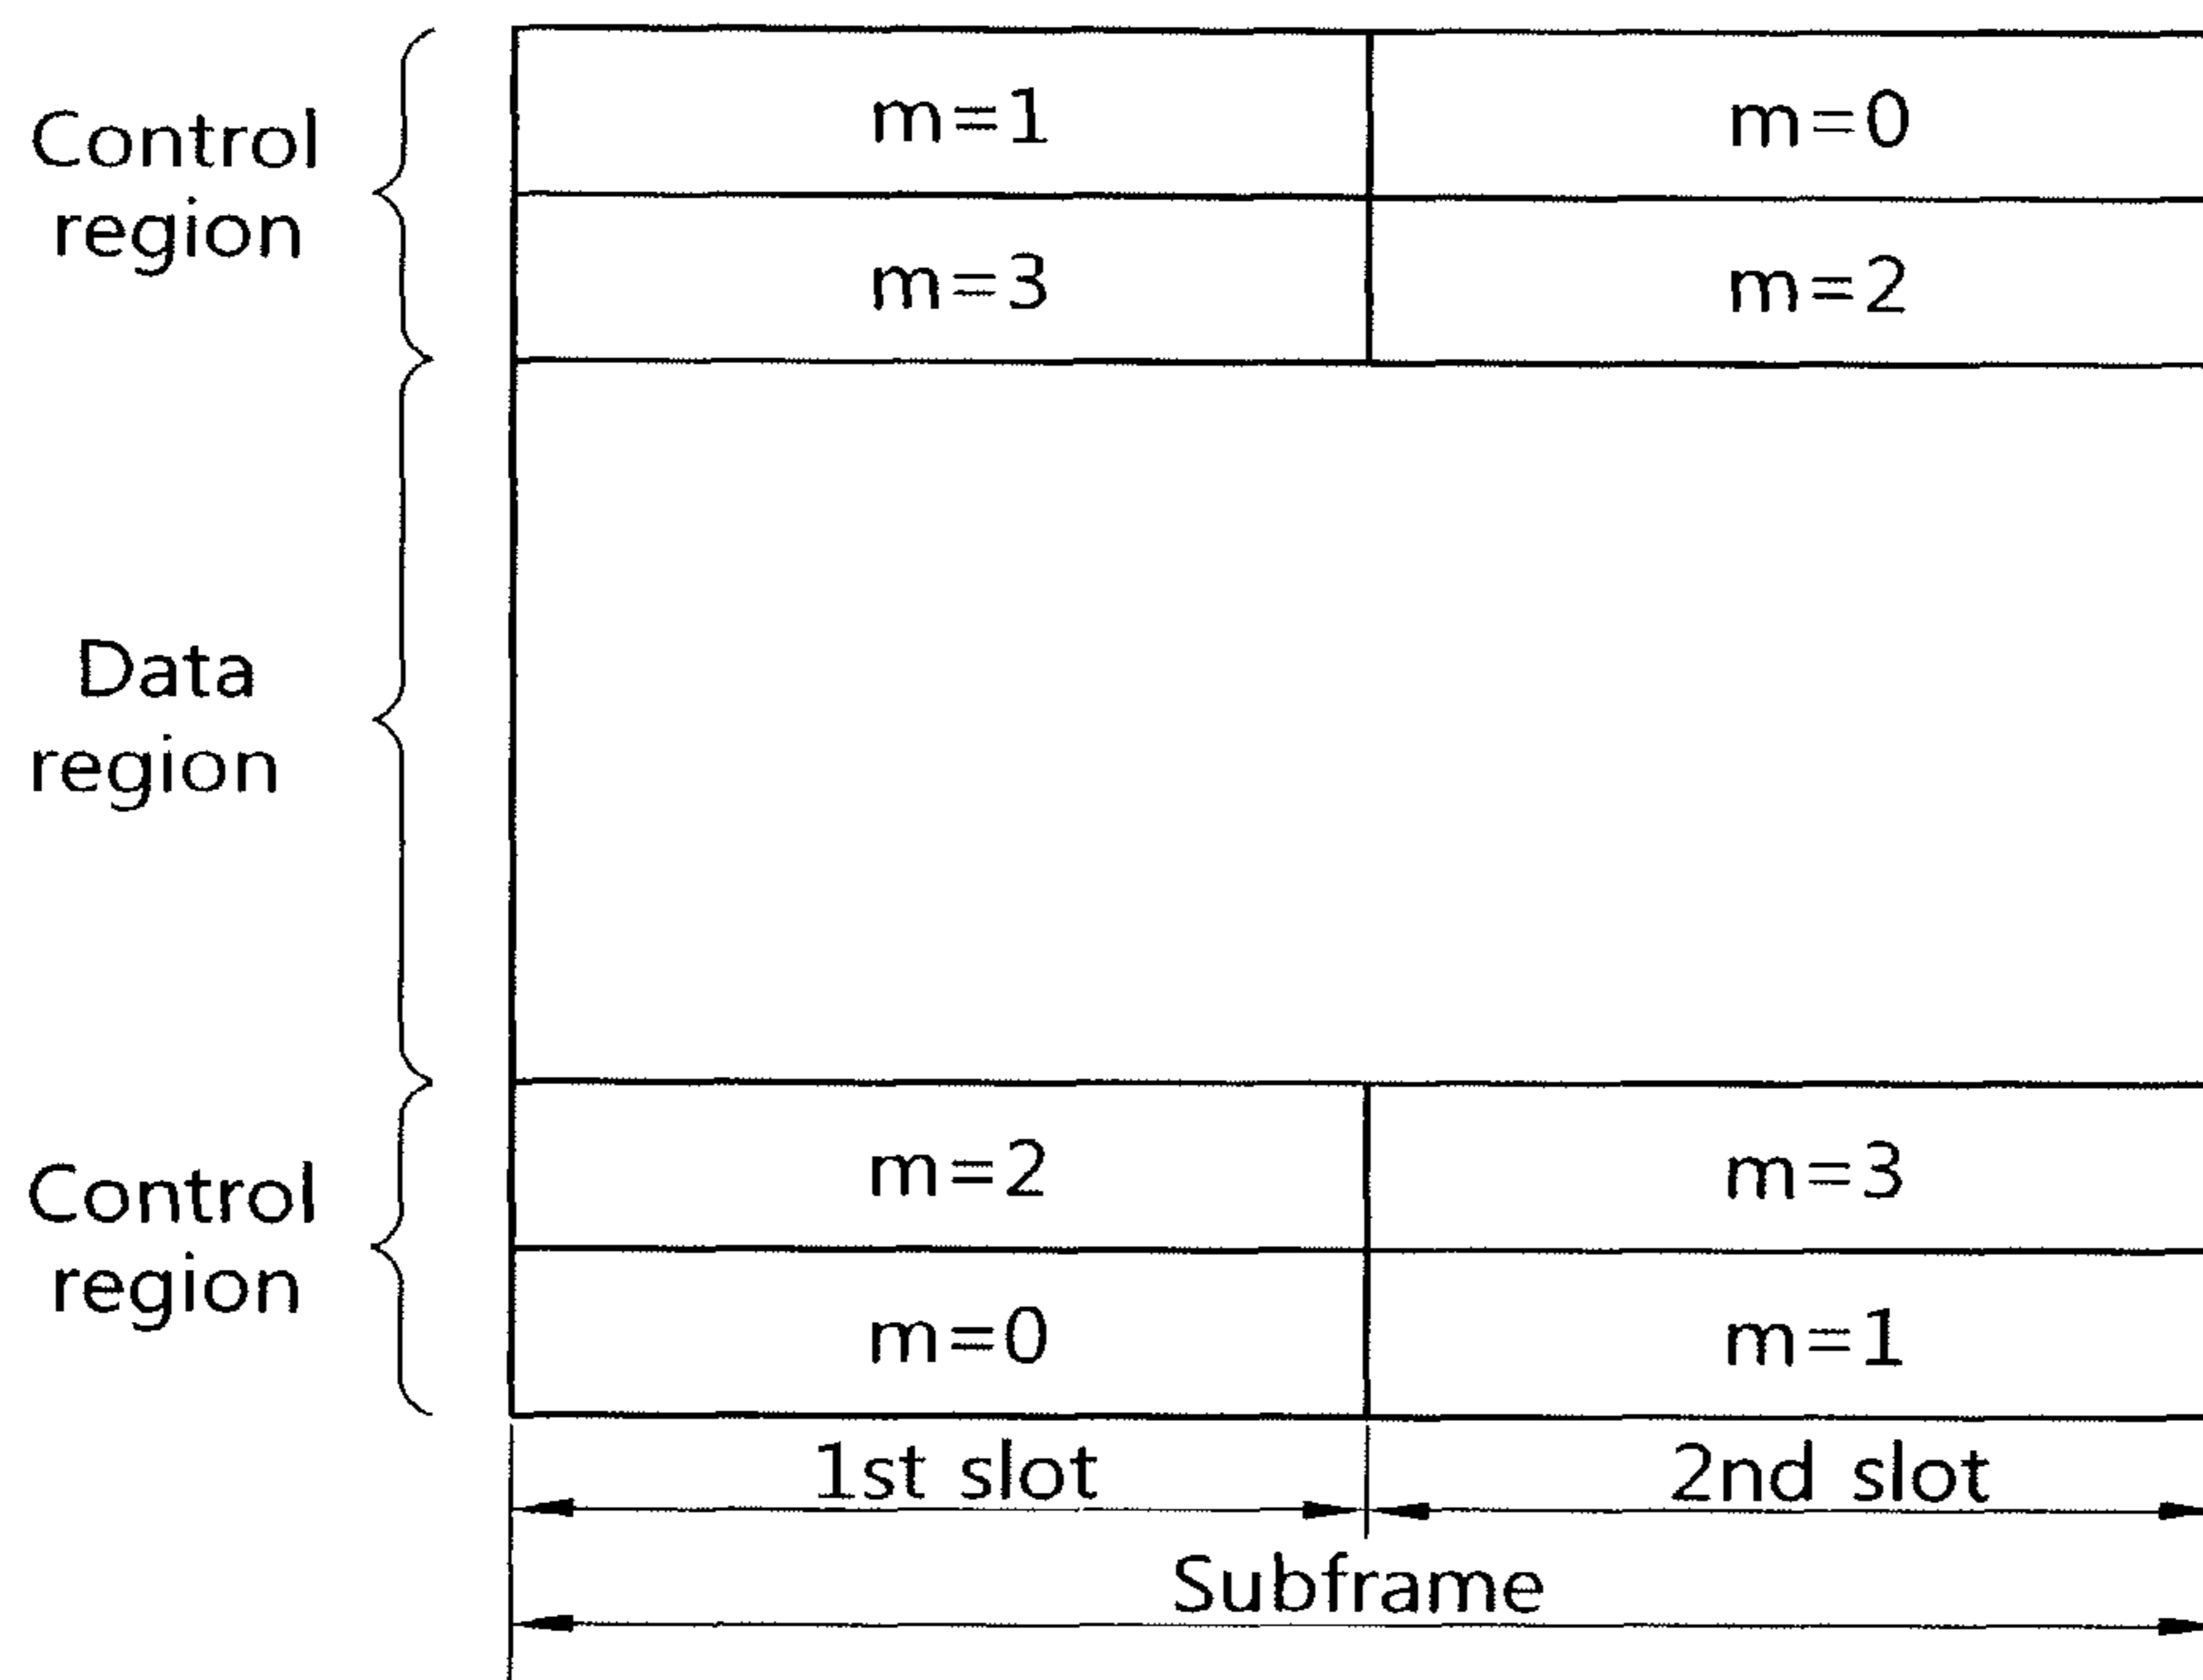 m=1 m=0
Control
region
m=3 m=2
Data
region
m=2 m=3
Control
region
m=0 m=1
1st slot 2nd slot
Subframe